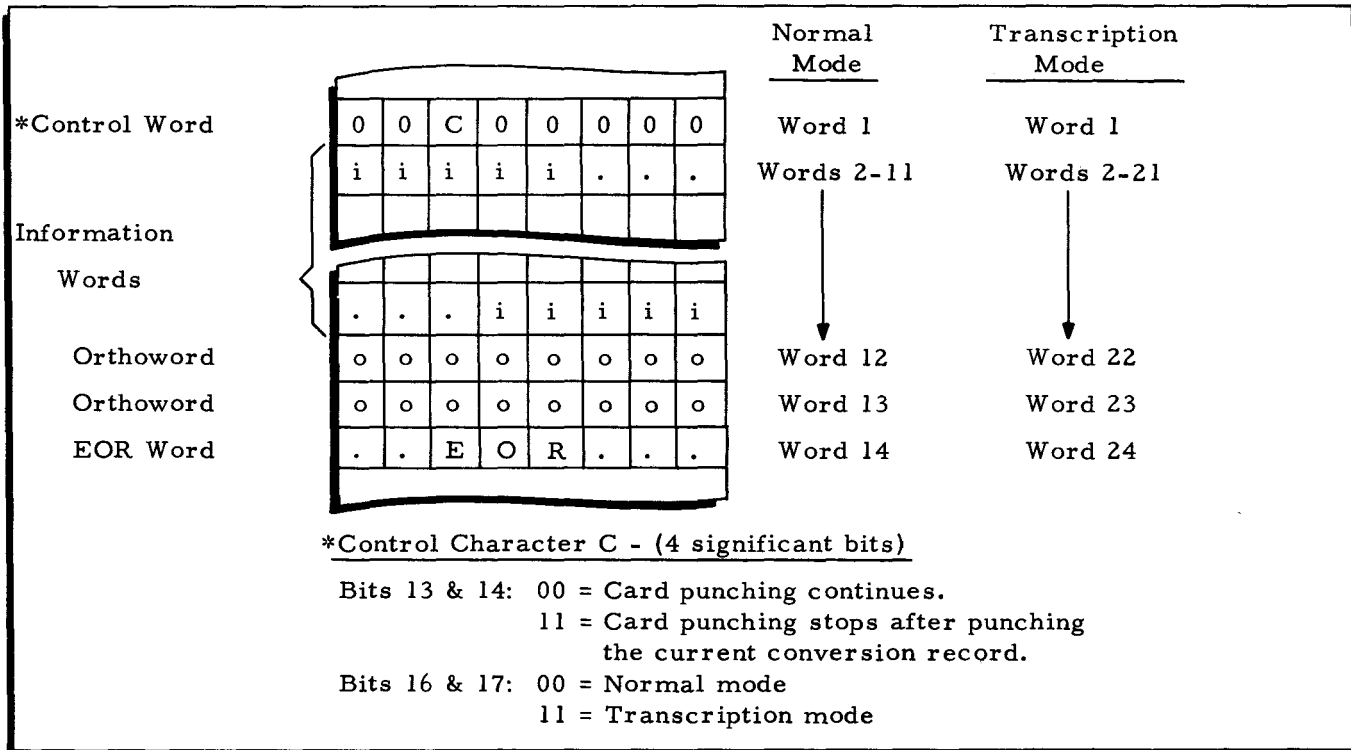 Normal Mode Transcription Mode
*Control Word 0 0 C 0 0 0 0 0 Word 1 Word 1
i i i i i . . . Words 2-11 Words 2-21
Information
Words
. . . i i i i i
Orthoword o o o o o o o o Word 12 Word 22
Orthoword o o o o o o o o Word 13 Word 23
EOR Word . . E O R . . . Word 14 Word 24
*Control Character C - (4 significant bits)
Bits 13 & 14: 00 = Card punching continues.
11 = Card punching stops after punching
the current conversion record.
Bits 16 & 17: 00 = Normal mode
11 = Transcription mode